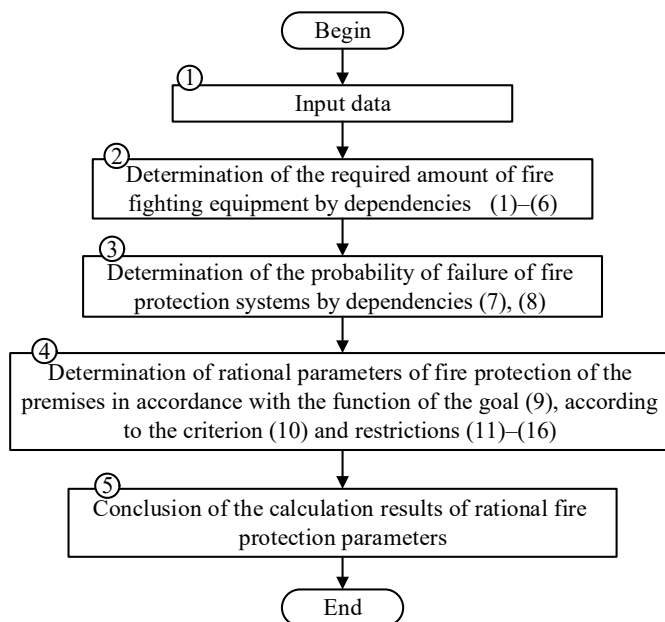 Begin
1
Input data
2
Determination of the required amount of fire
fighting equipment by dependencies (1)–(6)
3
Determination of the probability of failure of fire
protection systems by dependencies (7), (8)
4
Determination of rational parameters of fire protection of the
premises in accordance with the function of the goal (9), according
to the criterion (10) and restrictions (11)–(16)
5
Conclusion of the calculation results of rational fire
protection parameters
End